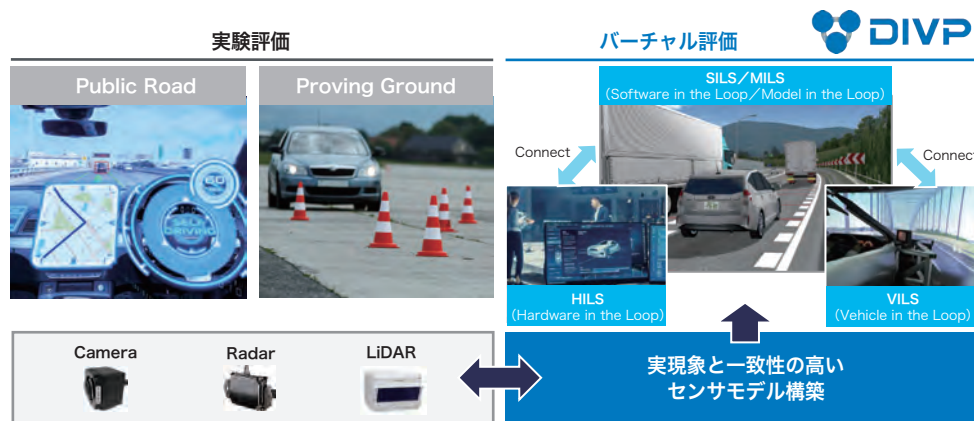 実験評価
バーチャル評価
DIVP
Public Road
Proving Ground
SILS／MILS
（Software in the Loop／Model in the Loop）
Connect
Connect
60
DRIVING
HILS
（Hardware in the Loop）
VILS
（Vehicle in the Loop）
Camera
Radar
LiDAR
実現象と一致性の高い
センサモデル構築